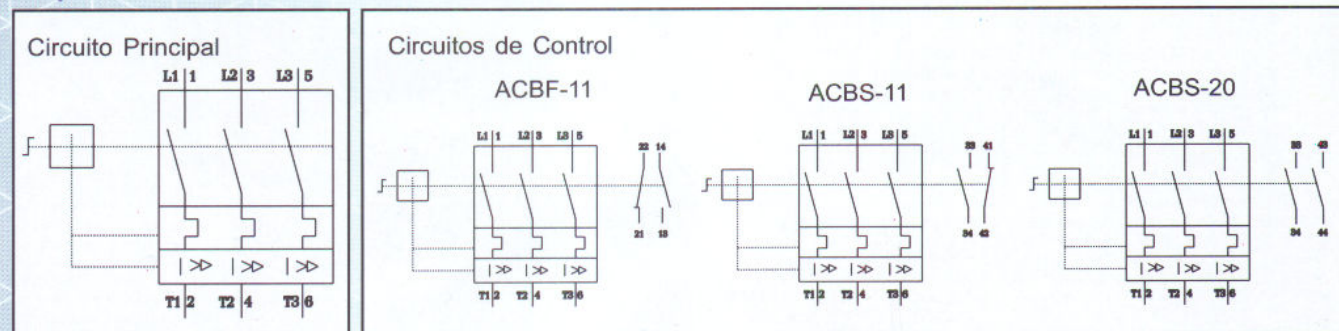 Circuito Principal
L1 1 L2 3 L3 5
I >> I >> I >>
T1 2 T2 4 T3 6
Circuitos de Control
ACBF-11
L1 1 L2 3 L3 5
22 14
21 13
I >> I >> I >>
T1 2 T2 4 T3 6
ACBS-11
L1 1 L2 3 L3 5
33 41
34 42
I >> I >> I >>
T1 2 T2 4 T3 6
ACBS-20
L1 1 L2 3 L3 5
33 43
34 44
I >> I >> I >>
T1 2 T2 4 T3 6